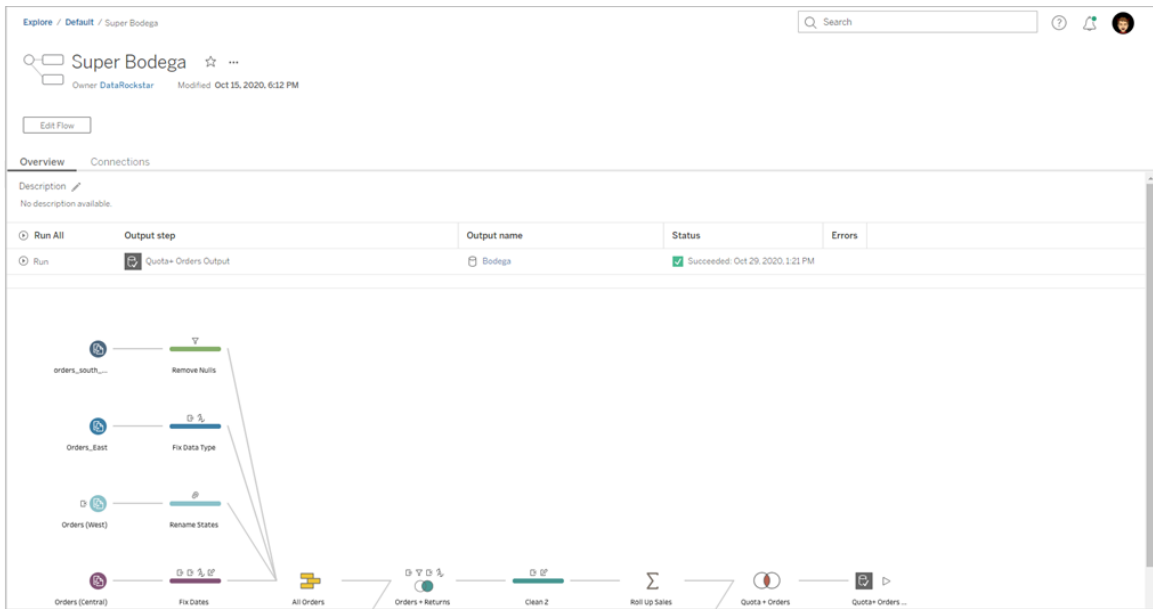 Explore / Default / Super Bodega
Search
Super Bodega
Owner DataRockstar Modified Oct 15, 2020, 6:12 PM
Edit Flow
Overview Connections
Description
No description available.
Run All Output step Output name Status Errors
Run Quota+ Orders Output Bodega Succeeded: Oct 29, 2020, 1:21 PM
orders_south_... Remove Nulls
Orders_East Fix Data Type
Orders (West) Rename States
Orders (Central) Fix Dates All Orders Orders + Returns Clean 2 Roll Up Sales Quota + Orders Quota+ Orders ...